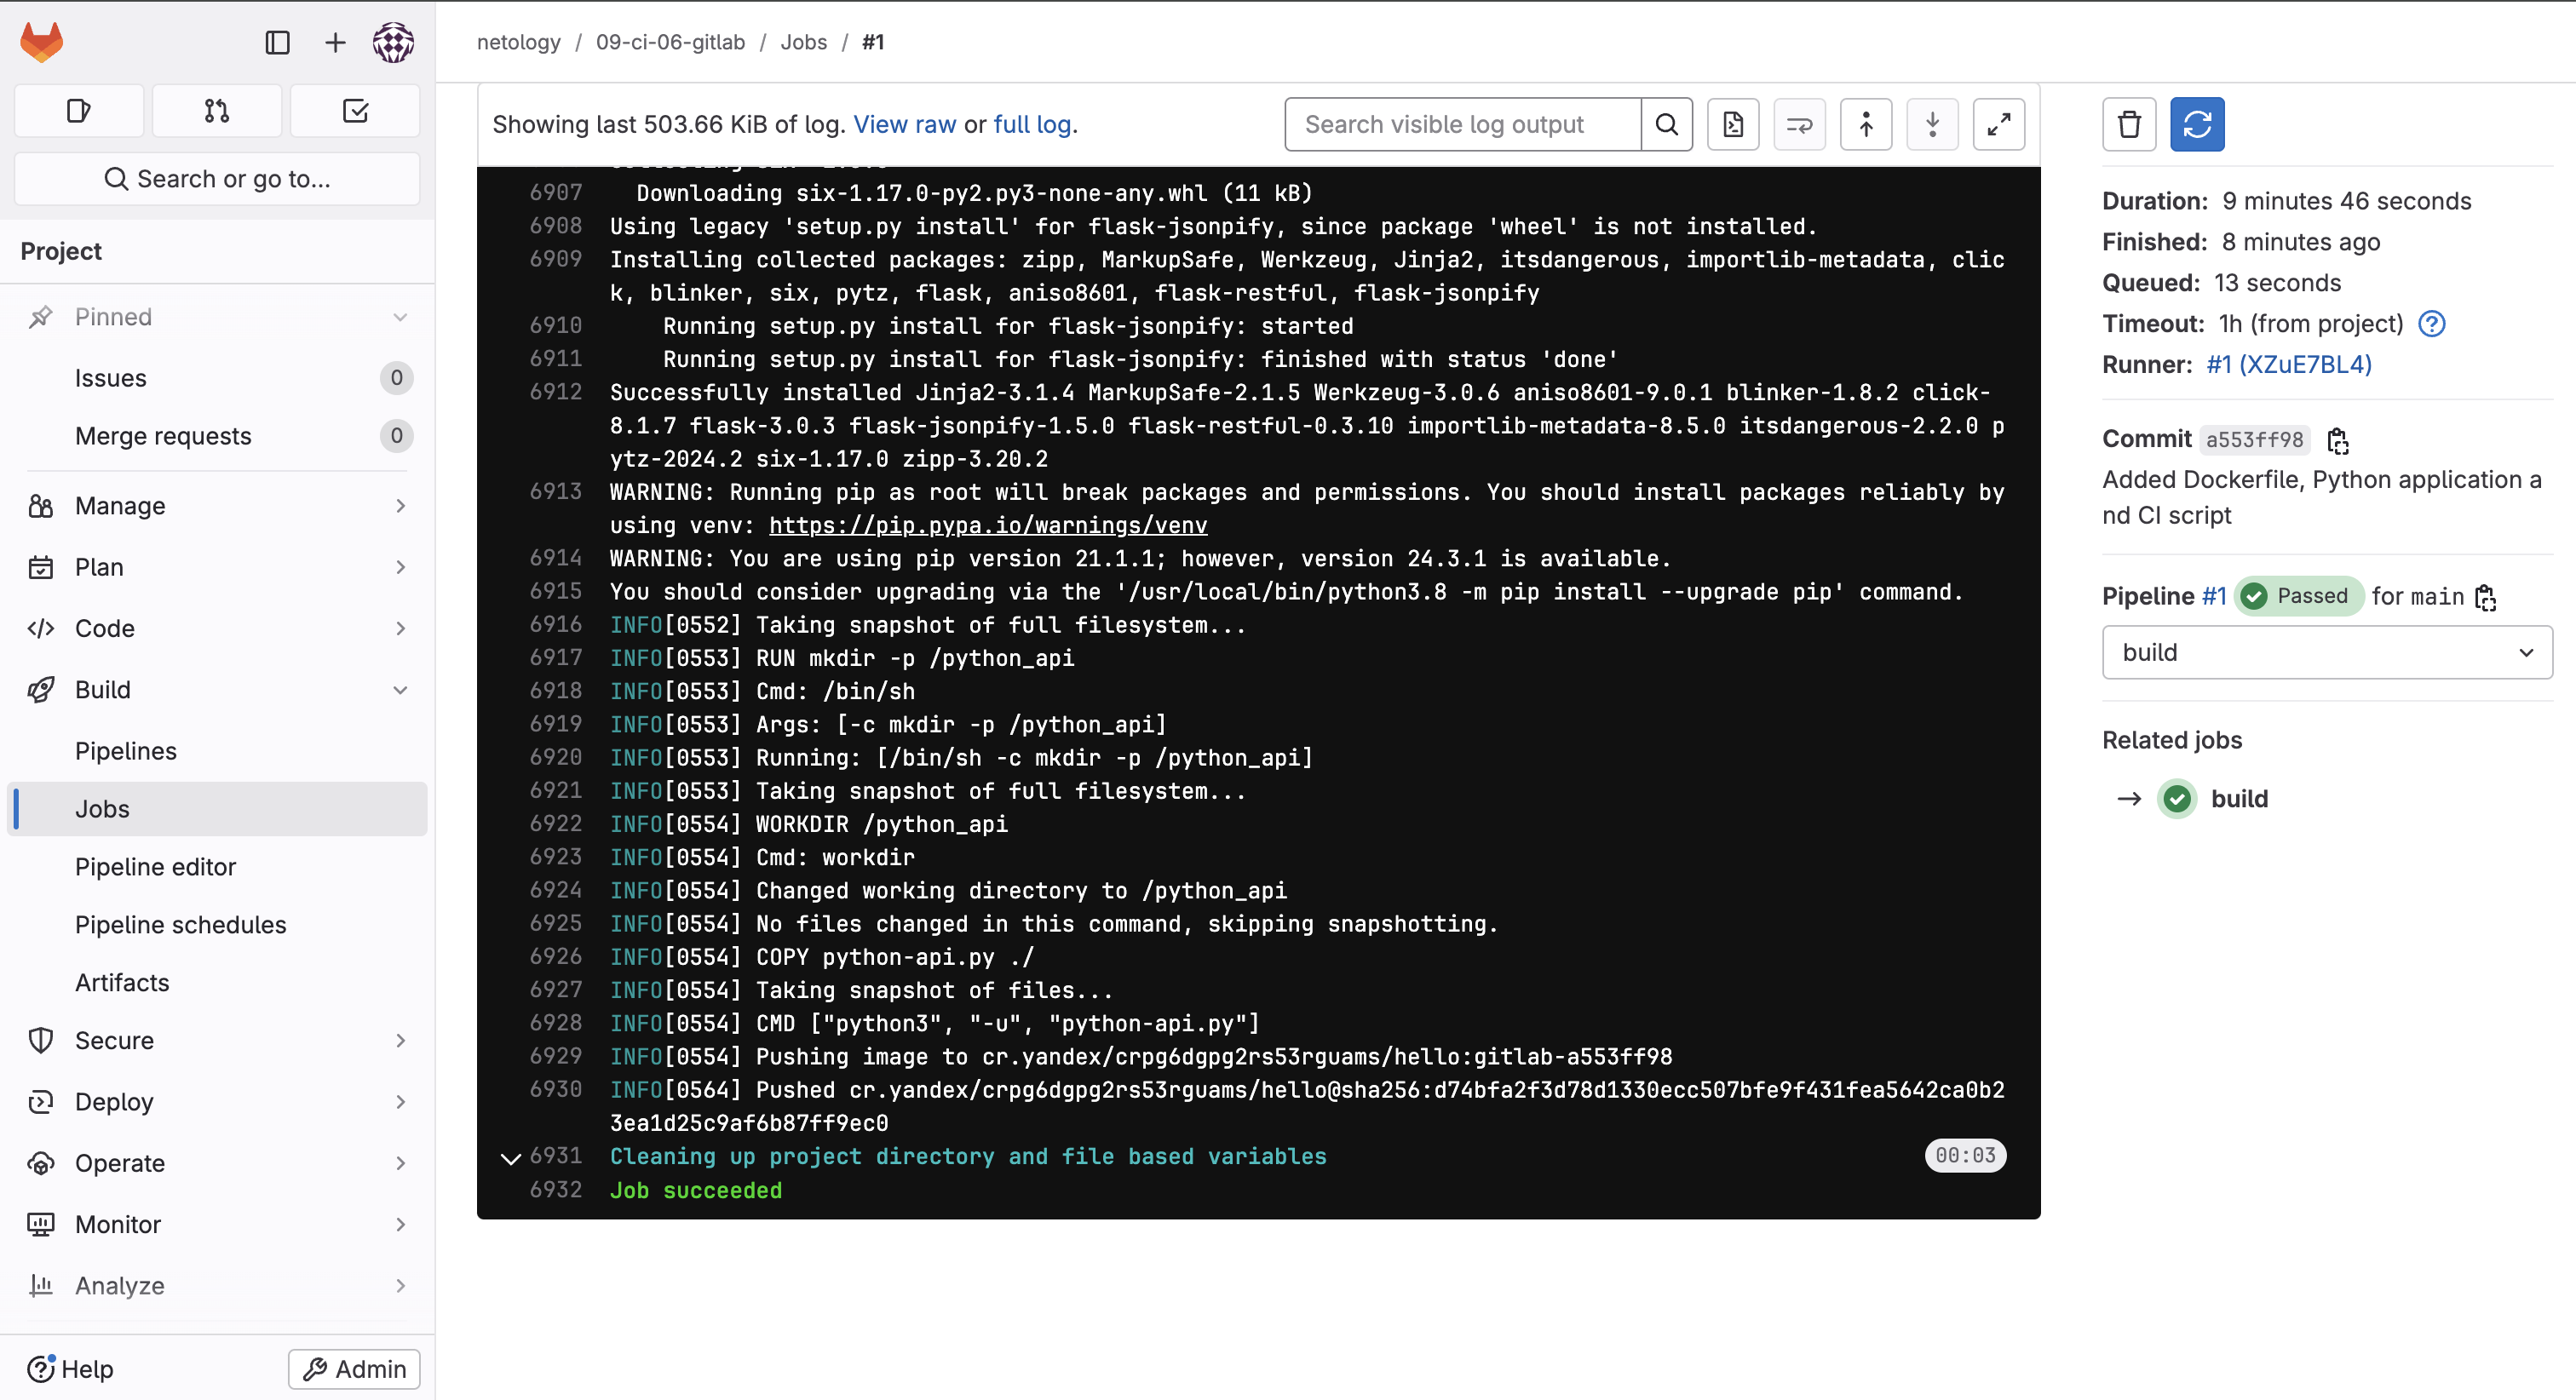 netology / 09-ci-06-gitlab / Jobs / #1
Search or go to...
Project
Pinned
Issues 0
Merge requests 0
Manage
Plan
Code
Build
Pipelines
Jobs
Pipeline editor
Pipeline schedules
Artifacts
Secure
Deploy
Operate
Monitor
Analyze
Help
Admin
Showing last 503.66 KiB of log. View raw or full log.
Search visible log output
6907 Downloading six-1.17.0-py2.py3-none-any.whl (11 kB)
6908 Using legacy 'setup.py install' for flask-jsonpify, since package 'wheel' is not installed.
6909 Installing collected packages: zipp, MarkupSafe, Werkzeug, Jinja2, itsdangerous, importlib-metadata, clic
k, blinker, six, pytz, flask, aniso8601, flask-restful, flask-jsonpify
6910 Running setup.py install for flask-jsonpify: started
6911 Running setup.py install for flask-jsonpify: finished with status 'done'
6912 Successfully installed Jinja2-3.1.4 MarkupSafe-2.1.5 Werkzeug-3.0.6 aniso8601-9.0.1 blinker-1.8.2 click-
8.1.7 flask-3.0.3 flask-jsonpify-1.5.0 flask-restful-0.3.10 importlib-metadata-8.5.0 itsdangerous-2.2.0 p
ytz-2024.2 six-1.17.0 zipp-3.20.2
6913 WARNING: Running pip as root will break packages and permissions. You should install packages reliably by
using venv: https://pip.pypa.io/warnings/venv
6914 WARNING: You are using pip version 21.1.1; however, version 24.3.1 is available.
6915 You should consider upgrading via the '/usr/local/bin/python3.8 -m pip install --upgrade pip' command.
6916 INFO[0552] Taking snapshot of full filesystem...
6917 INFO[0553] RUN mkdir -p /python_api
6918 INFO[0553] Cmd: /bin/sh
6919 INFO[0553] Args: [-c mkdir -p /python_api]
6920 INFO[0553] Running: [/bin/sh -c mkdir -p /python_api]
6921 INFO[0553] Taking snapshot of full filesystem...
6922 INFO[0554] WORKDIR /python_api
6923 INFO[0554] Cmd: workdir
6924 INFO[0554] Changed working directory to /python_api
6925 INFO[0554] No files changed in this command, skipping snapshotting.
6926 INFO[0554] COPY python-api.py ./
6927 INFO[0554] Taking snapshot of files...
6928 INFO[0554] CMD ["python3", "-u", "python-api.py"]
6929 INFO[0554] Pushing image to cr.yandex/crpg6dgpg2rs53rguams/hello:gitlab-a553ff98
6930 INFO[0564] Pushed cr.yandex/crpg6dgpg2rs53rguams/hello@sha256:d74bfa2f3d78d1330ecc507bfe9f431fea5642ca0b2
3ea1d25c9af6b87ff9ec0
6931 Cleaning up project directory and file based variables 00:03
6932 Job succeeded
Duration: 9 minutes 46 seconds
Finished: 8 minutes ago
Queued: 13 seconds
Timeout: 1h (from project)
Runner: #1 (XZuE7BL4)
Commit a553ff98
Added Dockerfile, Python application a
nd CI script
Pipeline #1 Passed for main
build
Related jobs
build